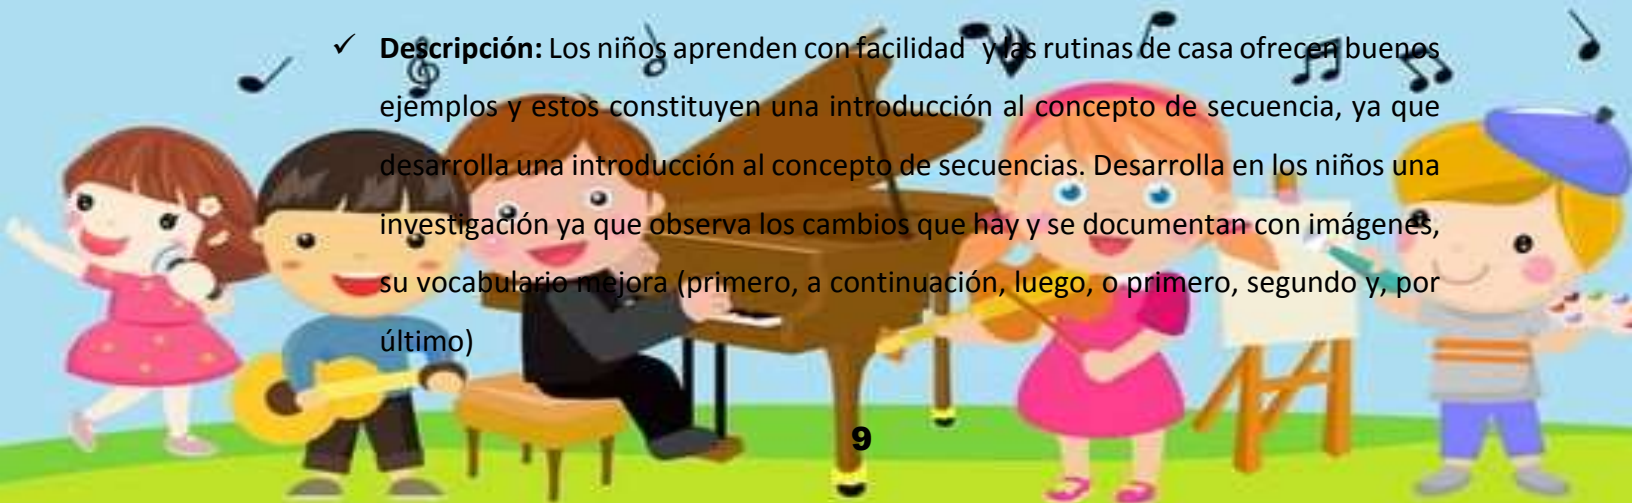 ✓ Descripción: Los niños aprenden con facilidad y las rutinas de casa ofrecen buenos
ejemplos y estos constituyen una introducción al concepto de secuencia, ya que
desarrolla una introducción al concepto de secuencias. Desarrolla en los niños una
investigación ya que observa los cambios que hay y se documentan con imágenes,
su vocabulario mejora (primero, a continuación, luego, o primero, segundo y, por
último)
9